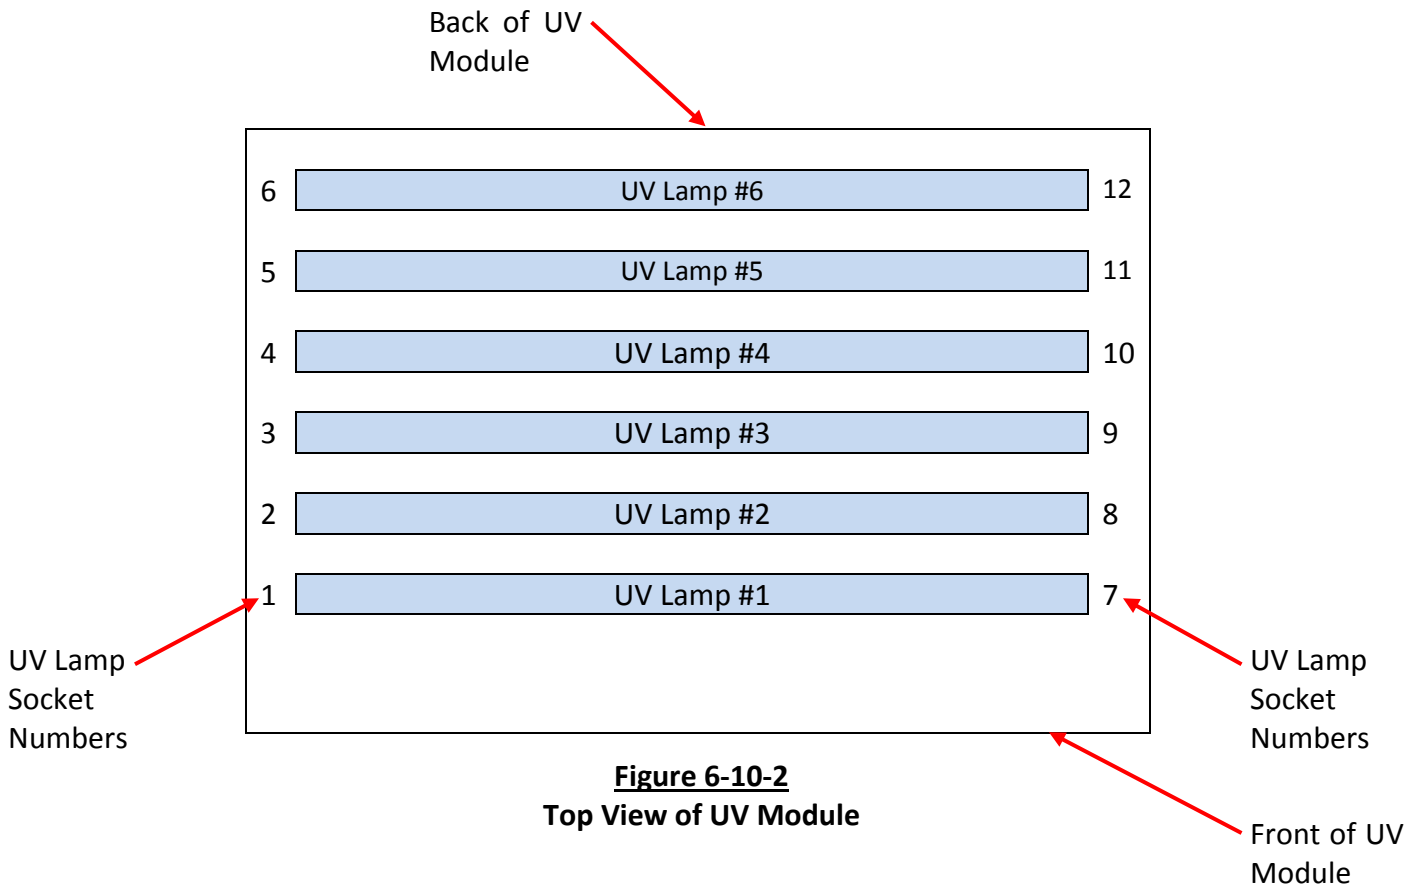 Back of UV
Module
6 UV Lamp #6 12
5 UV Lamp #5 11
4 UV Lamp #4 10
3 UV Lamp #3 9
2 UV Lamp #2 8
1 UV Lamp #1 7
UV Lamp
Socket
Numbers
UV Lamp
Socket
Numbers
Figure 6-10-2
Top View of UV Module
Front of UV
Module